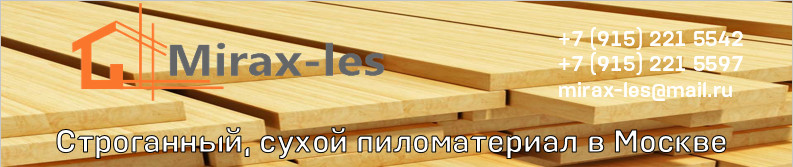 Mirax-les
+7 (915) 221 5542
+7 (915) 221 5597
mirax-les@mail.ru
Строганный, сухой пиломатериал в Москве